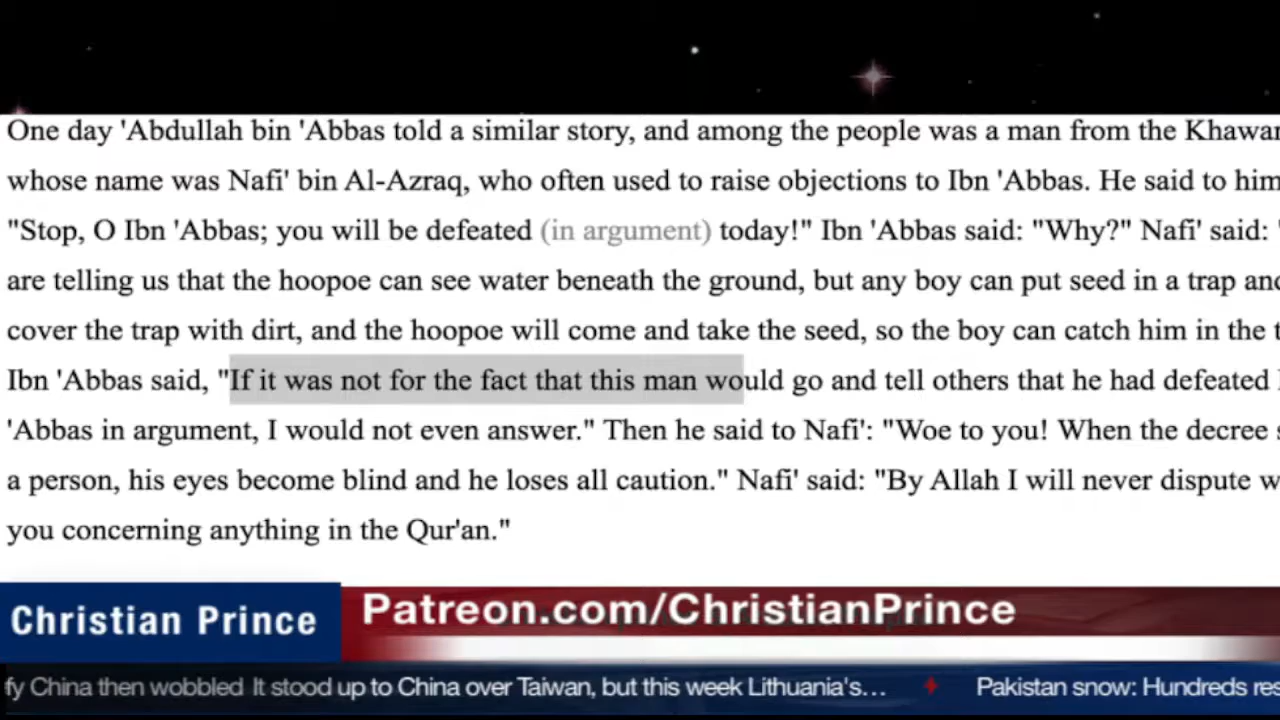 One day 'Abdullah bin 'Abbas told a similar story, and among the people was a man from the
whose name was Nafi' bin Al-Azraq, who often used to raise objections to Ibn 'Abbas. He said to him
"Stop, O Ibn 'Abbas; you will be defeated (in argument) today!" Ibn 'Abbas said: "Why?" Nafi' said:
are telling us that the hoopoe can see water beneath the ground, but any boy can put seed in a trap and
cover the trap with dirt, and the hoopoe will come and take the seed, so the boy can catch him in the
Ibn 'Abbas said, "If it was not for the fact that this man would go and tell others that he had defeated
'Abbas in argument, I would not even answer." Then he said to Nafi': "Woe to you! When the decree
a person, his eyes become blind and he loses all caution." Nafi' said: "By Allah I will never dispute
you concerning anything in the Qur'an."
Christian Prince
Patreon.com/ChristianPrince
fy China then wobbled It stood up to China over Taiwan, but this week Lithuania's... Pakistan snow: Hundreds